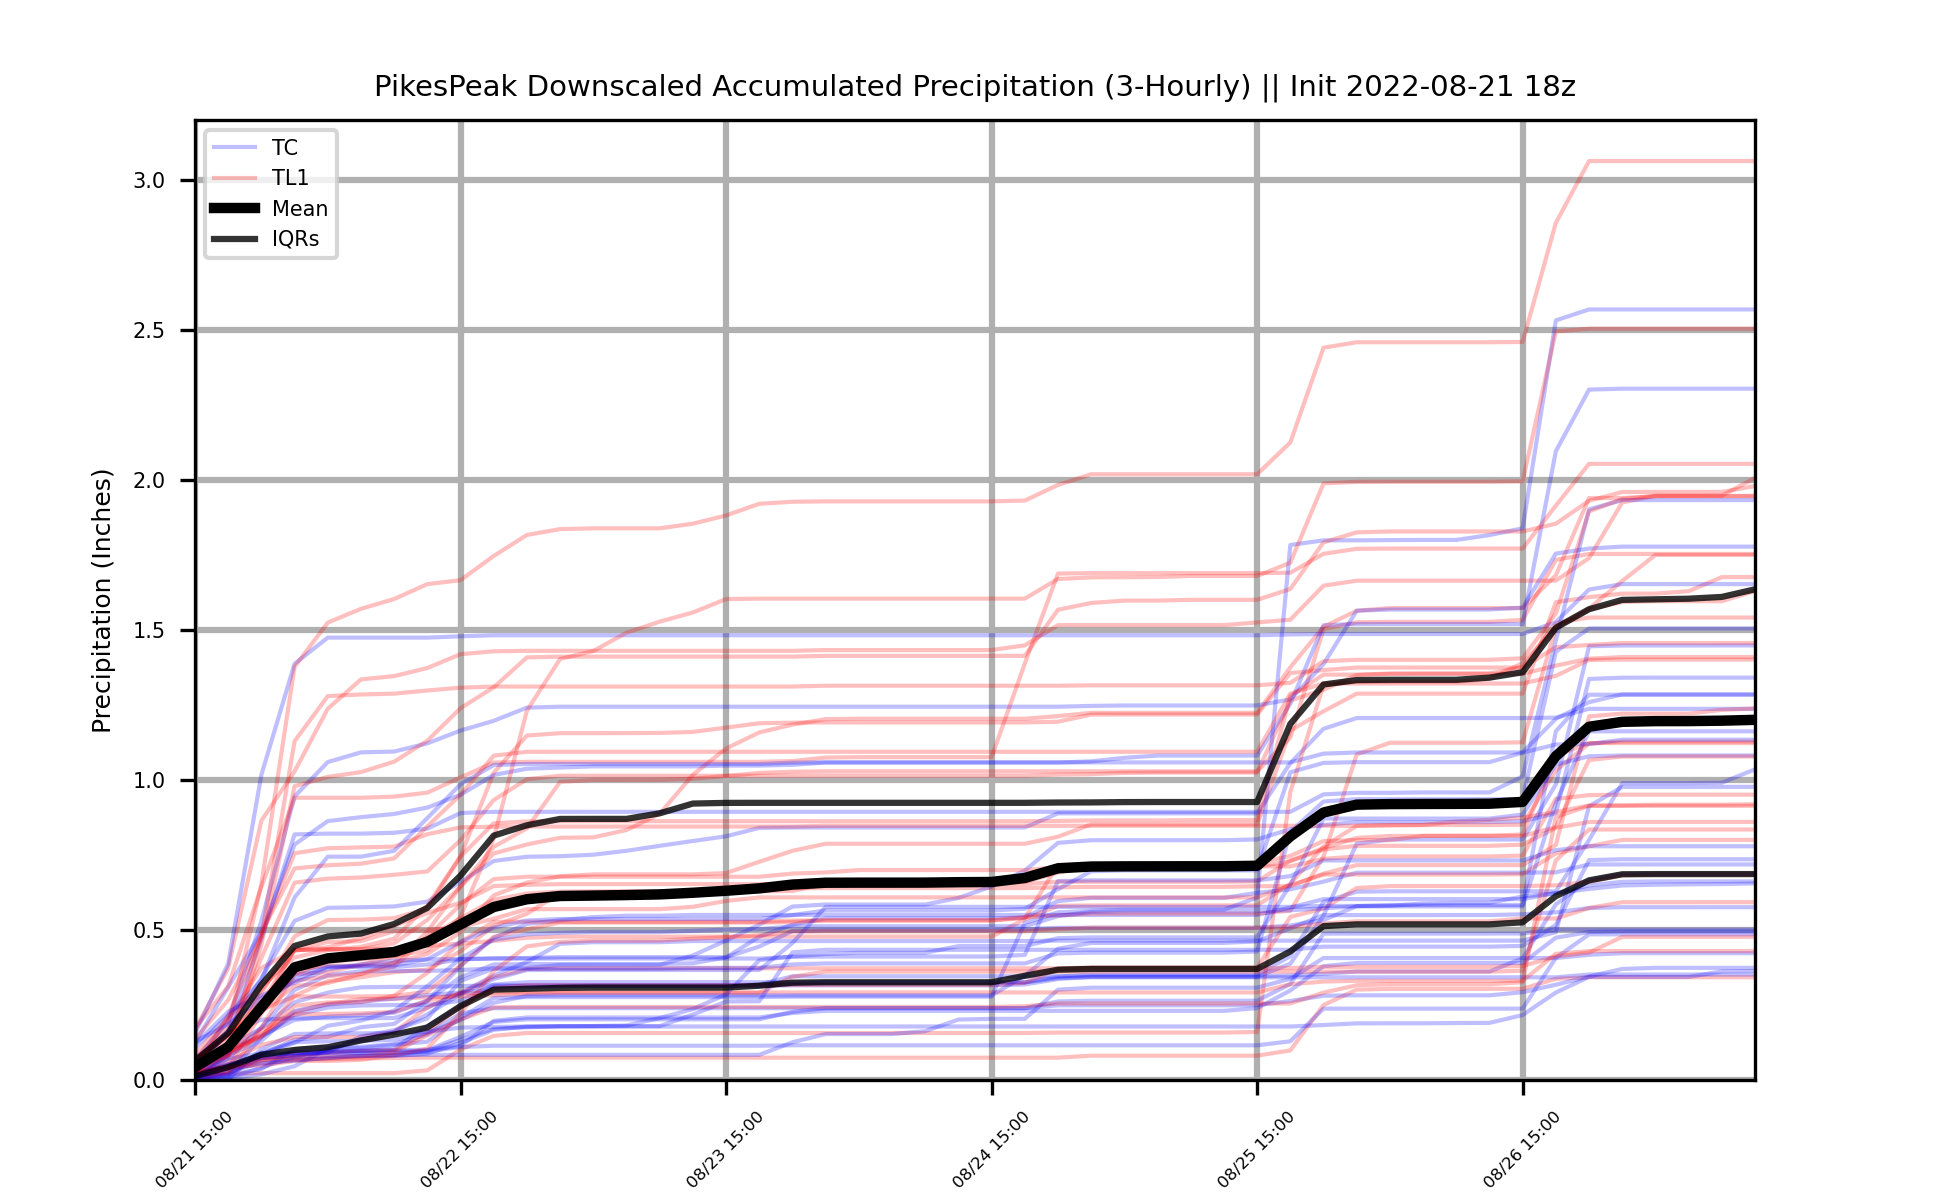 PikesPeak Downscaled Accumulated Precipitation (3-Hourly) || Init 2022-08-21 18z
TC
TL1
Mean
IQRs
Precipitation (Inches)
3.0
2.5
2.0
1.5
1.0
0.5
0.0
08/21 15:00
08/22 15:00
08/23 15:00
08/24 15:00
08/25 15:00
08/26 15:00